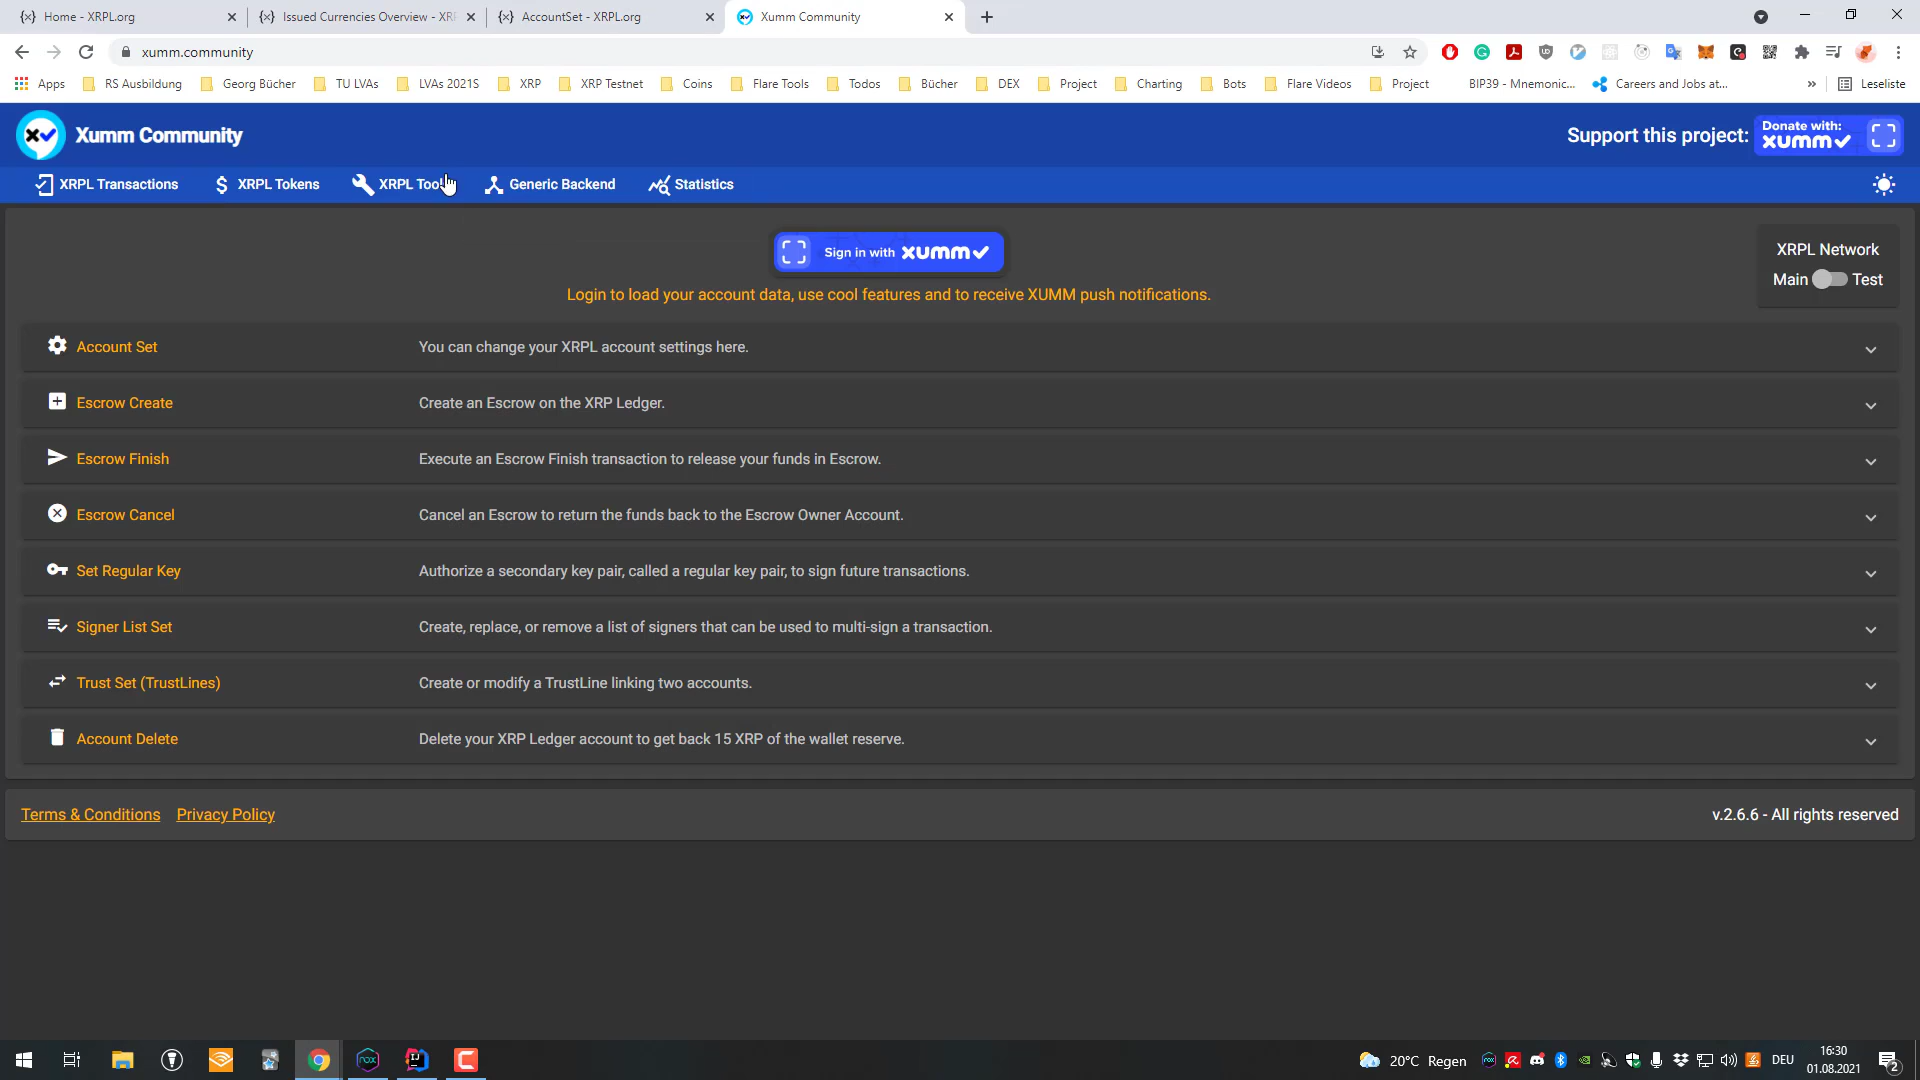 Home - XRPL.org
Issued Currencies Overview - XRP
AccountSet - XRPL.org
Xumm Community
xumm.community
Apps
RS Ausbildung
Georg Bücher
TU LVAs
LVAs 2021S
XRP
XRP Testnet
Coins
Flare Tools
Todos
Bücher
DEX
Project
Charting
Bots
Flare Videos
Project
BIP39 - Mnemonic...
Careers and Jobs at...
»
Leseliste
Xumm Community
Support this project:
Donate with:
xumm
XRPL Transactions
XRPL Tokens
XRPL Tools
Generic Backend
Statistics
Sign in with xumm
Login to load your account data, use cool features and to receive XUMM push notifications.
XRPL Network
Main Test
Account Set You can change your XRPL account settings here.
Escrow Create Create an Escrow on the XRP Ledger.
Escrow Finish Execute an Escrow Finish transaction to release your funds in Escrow.
Escrow Cancel Cancel an Escrow to return the funds back to the Escrow Owner Account.
Set Regular Key Authorize a secondary key pair, called a regular key pair, to sign future transactions.
Signer List Set Create, replace, or remove a list of signers that can be used to multi-sign a transaction.
Trust Set (TrustLines) Create or modify a TrustLine linking two accounts.
Account Delete Delete your XRP Ledger account to get back 15 XRP of the wallet reserve.
Terms & Conditions Privacy Policy
v.2.6.6 - All rights reserved
20°C Regen
DEU
16:30
01.08.2021
2